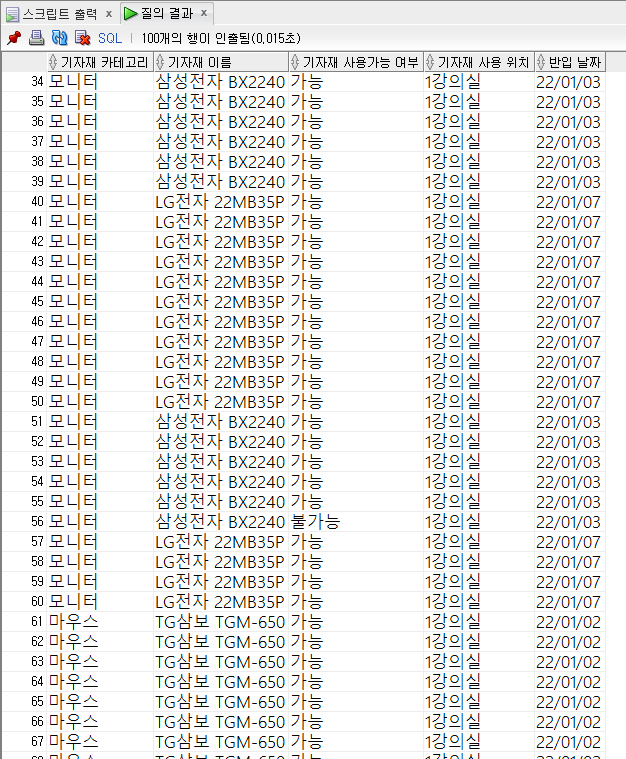 스크립트 출력 × 질의 결과 ×
SQL | 100개의 행이 인출됨(0,015초)
기자재 카테고리 기자재 이름 기자재 사용가능 여부 기자재 사용 위치 반입 날짜
34 모니터 삼성전자 BX2240 가능 1강의실 22/01/03
35 모니터 삼성전자 BX2240 가능 1강의실 22/01/03
36 모니터 삼성전자 BX2240 가능 1강의실 22/01/03
37 모니터 삼성전자 BX2240 가능 1강의실 22/01/03
38 모니터 삼성전자 BX2240 가능 1강의실 22/01/03
39 모니터 삼성전자 BX2240 가능 1강의실 22/01/03
40 모니터 LG전자 22MB35P 가능 1강의실 22/01/07
41 모니터 LG전자 22MB35P 가능 1강의실 22/01/07
42 모니터 LG전자 22MB35P 가능 1강의실 22/01/07
43 모니터 LG전자 22MB35P 가능 1강의실 22/01/07
44 모니터 LG전자 22MB35P 가능 1강의실 22/01/07
45 모니터 LG전자 22MB35P 가능 1강의실 22/01/07
46 모니터 LG전자 22MB35P 가능 1강의실 22/01/07
47 모니터 LG전자 22MB35P 가능 1강의실 22/01/07
48 모니터 LG전자 22MB35P 가능 1강의실 22/01/07
49 모니터 LG전자 22MB35P 가능 1강의실 22/01/07
50 모니터 LG전자 22MB35P 가능 1강의실 22/01/07
51 모니터 삼성전자 BX2240 가능 1강의실 22/01/03
52 모니터 삼성전자 BX2240 가능 1강의실 22/01/03
53 모니터 삼성전자 BX2240 가능 1강의실 22/01/03
54 모니터 삼성전자 BX2240 가능 1강의실 22/01/03
55 모니터 삼성전자 BX2240 가능 1강의실 22/01/03
56 모니터 삼성전자 BX2240 불가능 1강의실 22/01/03
57 모니터 LG전자 22MB35P 가능 1강의실 22/01/07
58 모니터 LG전자 22MB35P 가능 1강의실 22/01/07
59 모니터 LG전자 22MB35P 가능 1강의실 22/01/07
60 모니터 LG전자 22MB35P 가능 1강의실 22/01/07
61 마우스 TG삼보 TGM-650 가능 1강의실 22/01/02
62 마우스 TG삼보 TGM-650 가능 1강의실 22/01/02
63 마우스 TG삼보 TGM-650 가능 1강의실 22/01/02
64 마우스 TG삼보 TGM-650 가능 1강의실 22/01/02
65 마우스 TG삼보 TGM-650 가능 1강의실 22/01/02
66 마우스 TG삼보 TGM-650 가능 1강의실 22/01/02
67 마우스 TG삼보 TGM-650 가능 1강의실 22/01/02